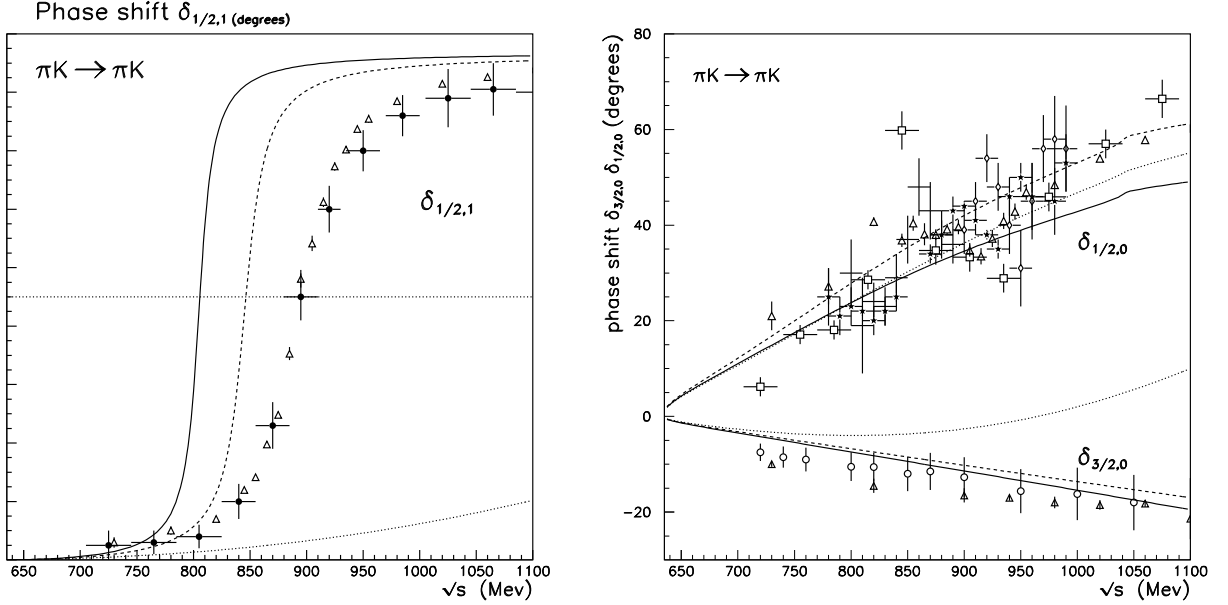 Phase shift δ1/2,1 (degrees)
πK → πK
δ1/2,1
650 700 750 800 850 900 950 1000 1050 1100
√s (Mev)
phase shift δ3/2,0 δ1/2,0 (degrees)
80
60
40
20
0
-20
πK → πK
δ1/2,0
δ3/2,0
650 700 750 800 850 900 950 1000 1050 1100
√s (Mev)